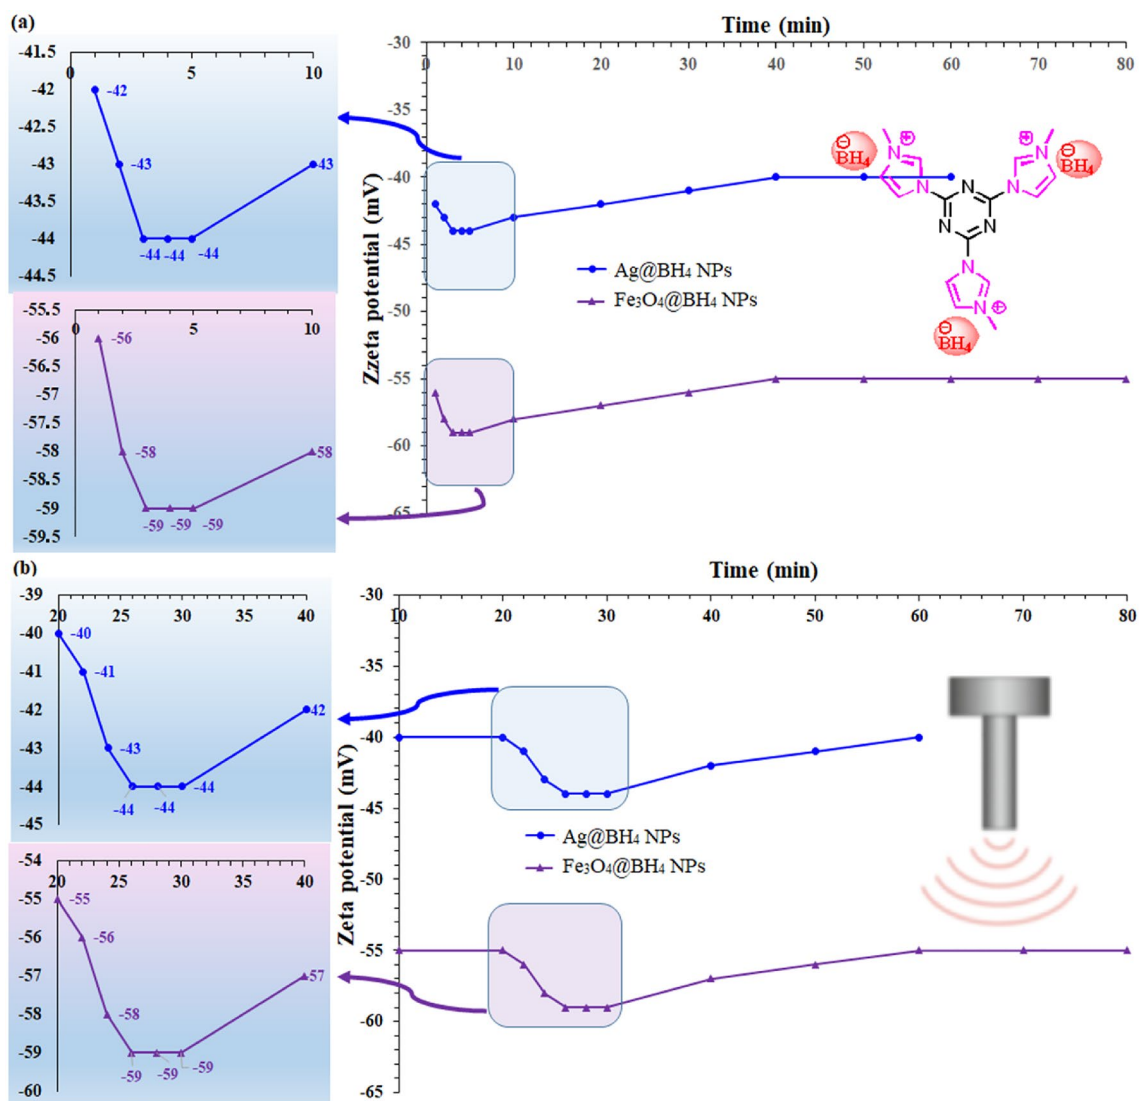 (a)
-41.5
0 5 10
-42
-42
-42.5
-43
-43
43
-43.5
-44
-44 -44 -44
-44.5
-55.5
0 5 10
-56
-56
-56.5
-57
-57.5
-58
-58
58
-58.5
-59
-59 -59 -59
-59.5
Time (min)
-30
0 10 20 30 40 50 60 70 80
-35
-40
-45
-50
-55
-60
-65
Zzeta potential (mV)
Ag@BH4 NPs
Fe3O4@BH4 NPs
⊖ BH4
⊕
N
N
N
N
N
⊕
⊖ BH4
N
N
N
N
N
⊕
⊖ BH4
(b)
-39
20 25 30 35 40
-40
-40
-41
-41
-42
42
-43
-43
-44
-44 -44 -44
-45
-54
20 25 30 35 40
-55
-55
-56
-56
-57
57
-58
-58
-59
-59 -59 -59
-60
Time (min)
-30
10 20 30 40 50 60 70 80
-35
-40
-45
-50
-55
-60
-65
Zeta potential (mV)
Ag@BH4 NPs
Fe3O4@BH4 NPs